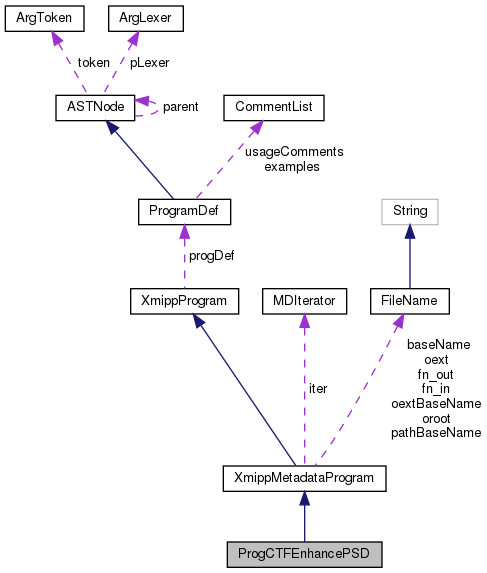 ArgToken
ArgLexer
token
pLexer
ASTNode
parent
CommentList
usageComments
examples
ProgramDef
String
progDef
XmippProgram
MDIterator
FileName
iter
baseName
oext
fn_out
fn_in
oextBaseName
oroot
pathBaseName
XmippMetadataProgram
ProgCTFEnhancePSD